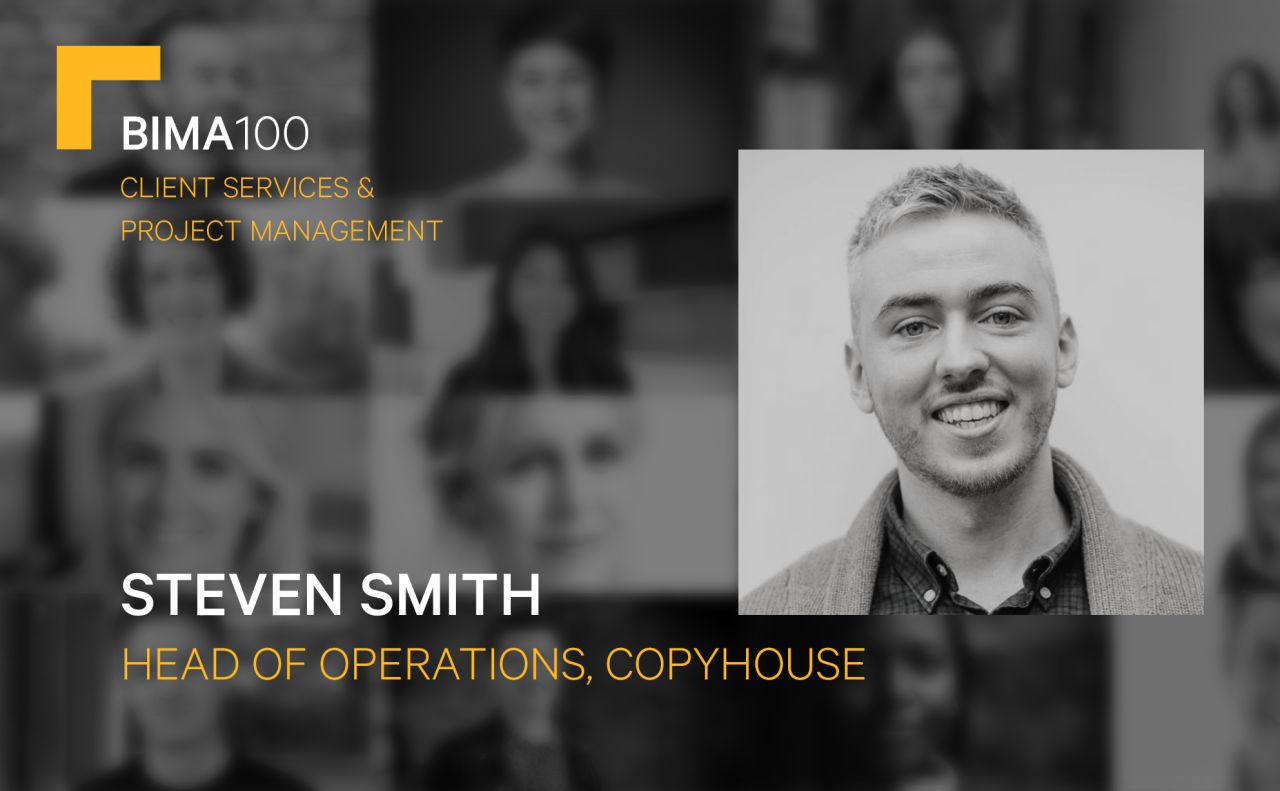 BIMA100
CLIENT SERVICES &
PROJECT MANAGEMENT
STEVEN SMITH
HEAD OF OPERATIONS, COPYHOUSE